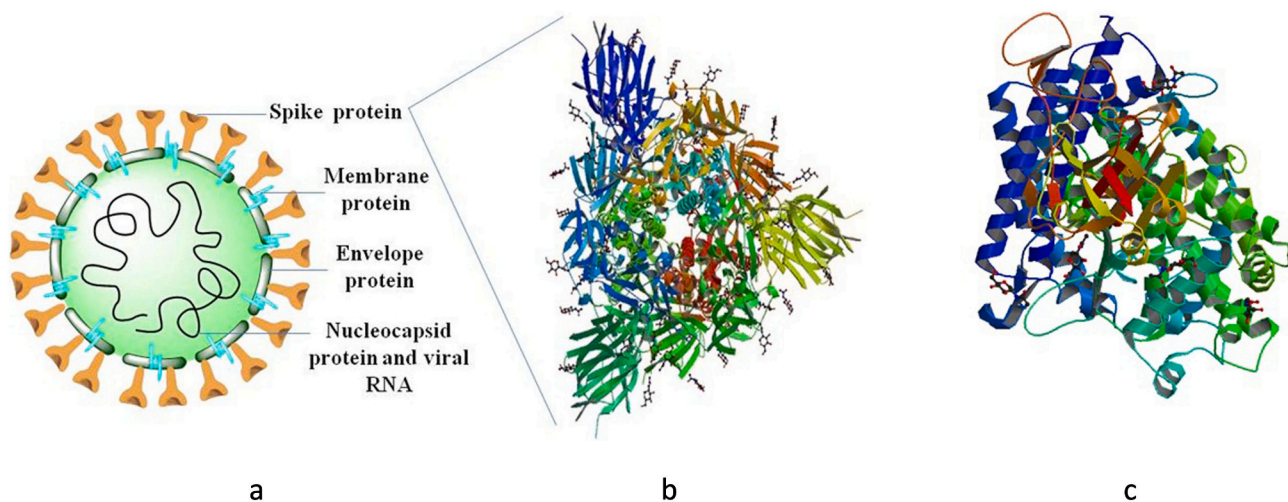 Spike protein
Membrane
protein
Envelope
protein
Nucleocapsid
protein and viral
RNA
a
b
c